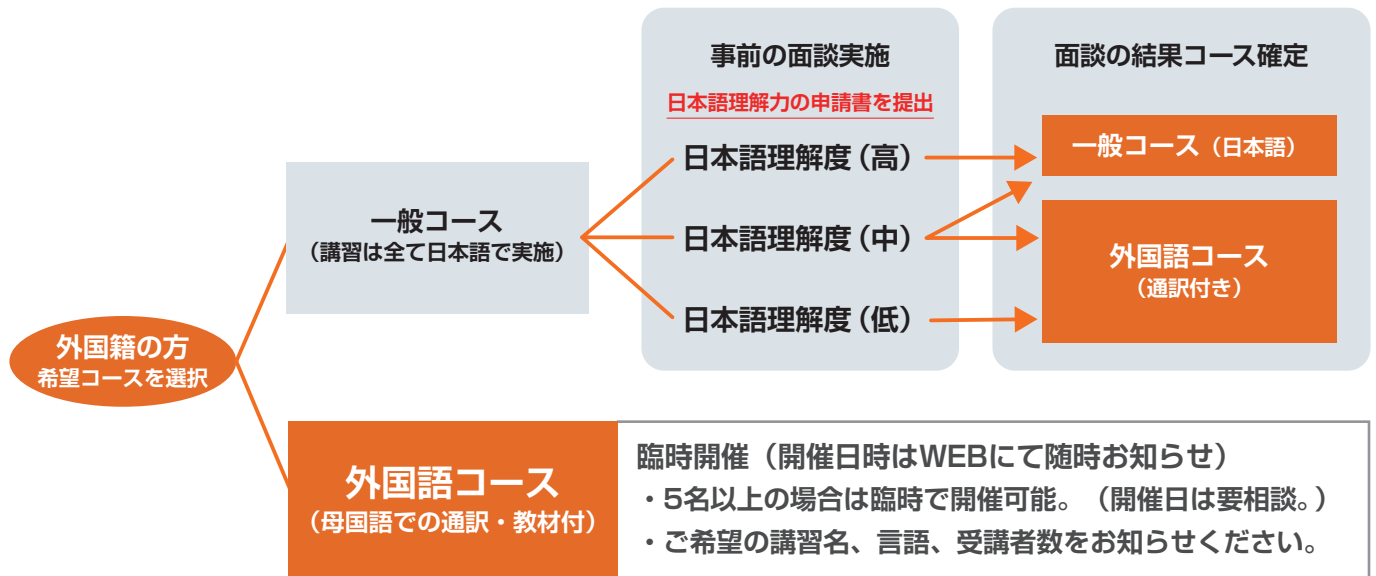 外国籍の方
希望コースを選択
一般コース
（講習は全て日本語で実施）
事前の面談実施
日本語理解力の申請書を提出
日本語理解度（高）
日本語理解度（中）
日本語理解度（低）
面談の結果コース確定
一般コース（日本語）
外国語コース
（通訳付き）
外国語コース
（母国語での通訳・教材付）
臨時開催（開催日時はWEBにて随時お知らせ）
・5名以上の場合は臨時で開催可能。（開催日は要相談。）
・ご希望の講習名、言語、受講者数をお知らせください。